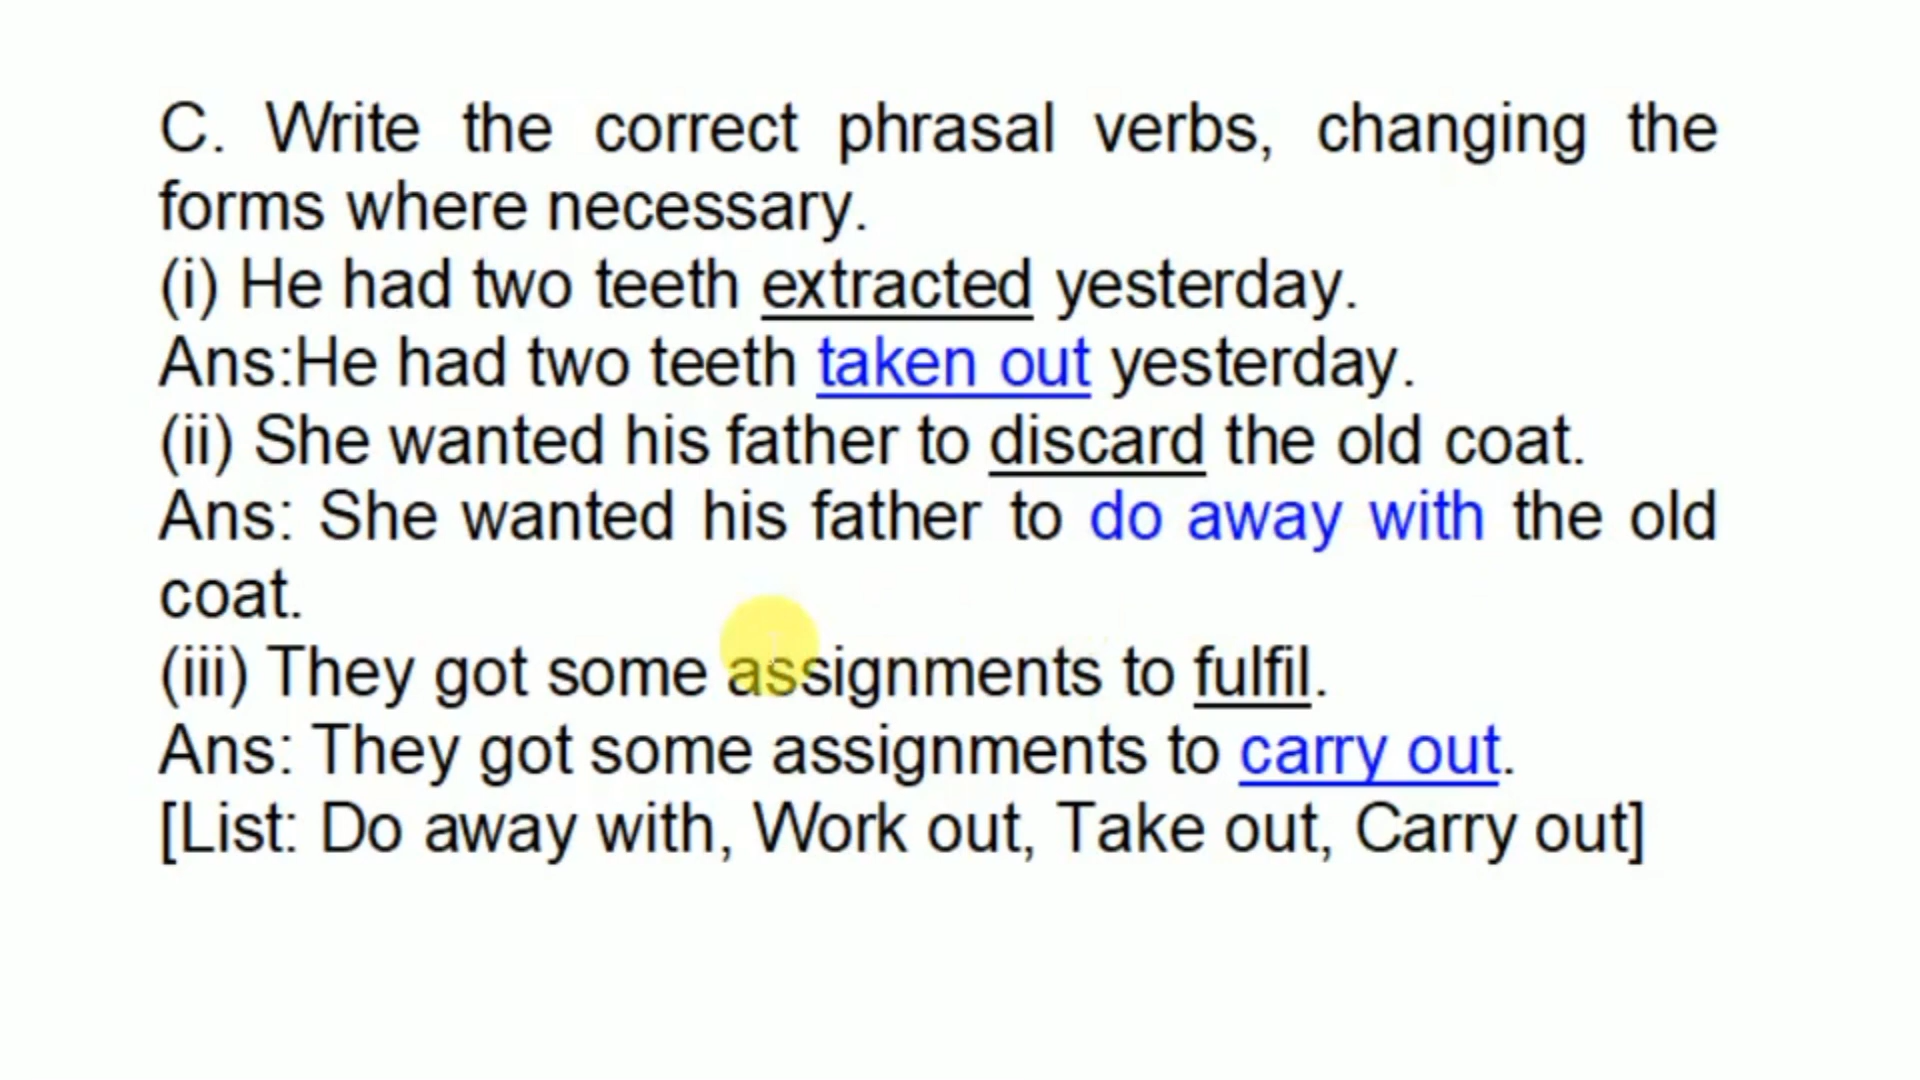 C. Write the correct phrasal verbs, changing the
forms where necessary.
(i) He had two teeth extracted yesterday.
Ans:He had two teeth taken out yesterday.
(ii) She wanted his father to discard the old coat.
Ans: She wanted his father to do away with the old
coat.
(iii) They got some assignments to fulfil.
Ans: They got some assignments to carry out.
[List: Do away with, Work out, Take out, Carry out]